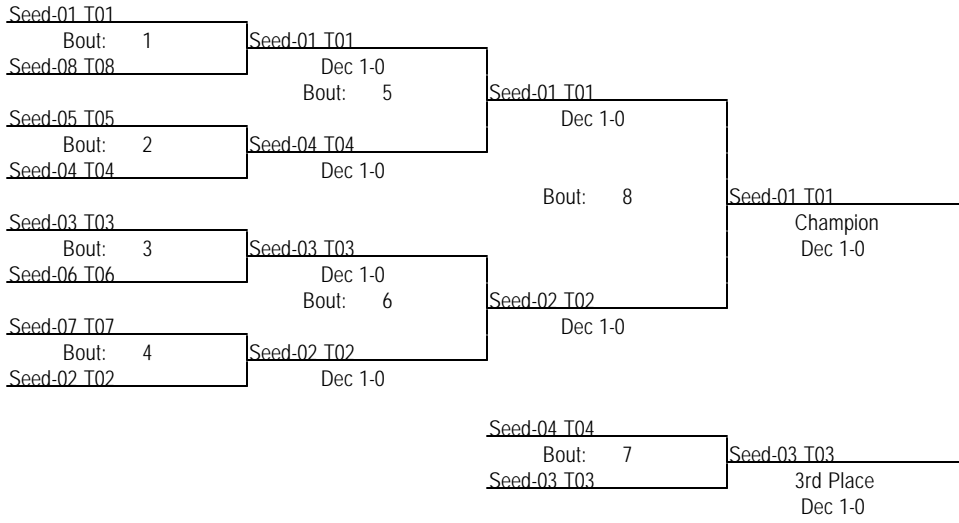 Seed-01 T01
Bout: 1
Seed-01 T01
Seed-08 T08
Dec 1-0
Bout: 5
Seed-01 T01
Seed-05 T05
Dec 1-0
Bout: 2
Seed-04 T04
Seed-04 T04
Dec 1-0
Bout: 8
Seed-01 T01
Seed-03 T03
Champion
Bout: 3
Seed-03 T03
Dec 1-0
Seed-06 T06
Dec 1-0
Bout: 6
Seed-02 T02
Seed-07 T07
Dec 1-0
Bout: 4
Seed-02 T02
Seed-02 T02
Dec 1-0
Seed-04 T04
Bout: 7
Seed-03 T03
Seed-03 T03
3rd Place
Dec 1-0